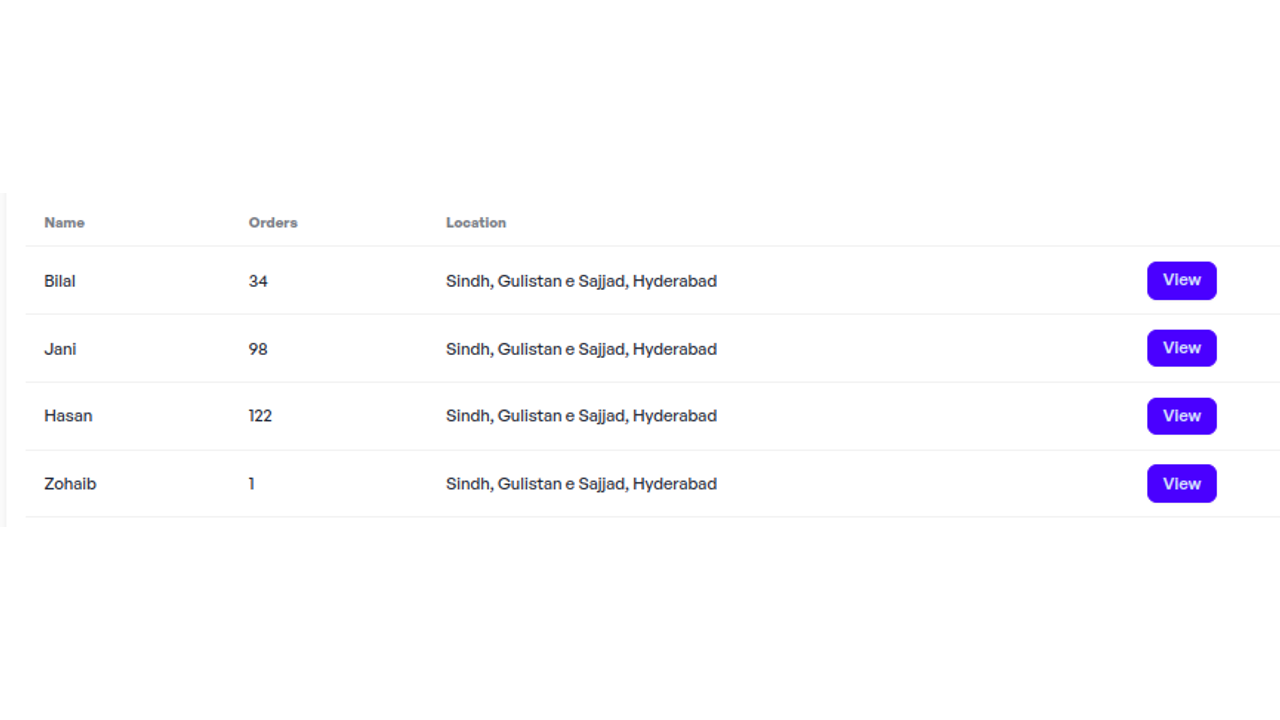 Name Orders Location
Bilal 34 Sindh, Gulistan e Sajjad, Hyderabad View
Jani 98 Sindh, Gulistan e Sajjad, Hyderabad View
Hasan 122 Sindh, Gulistan e Sajjad, Hyderabad View
Zohaib 1 Sindh, Gulistan e Sajjad, Hyderabad View